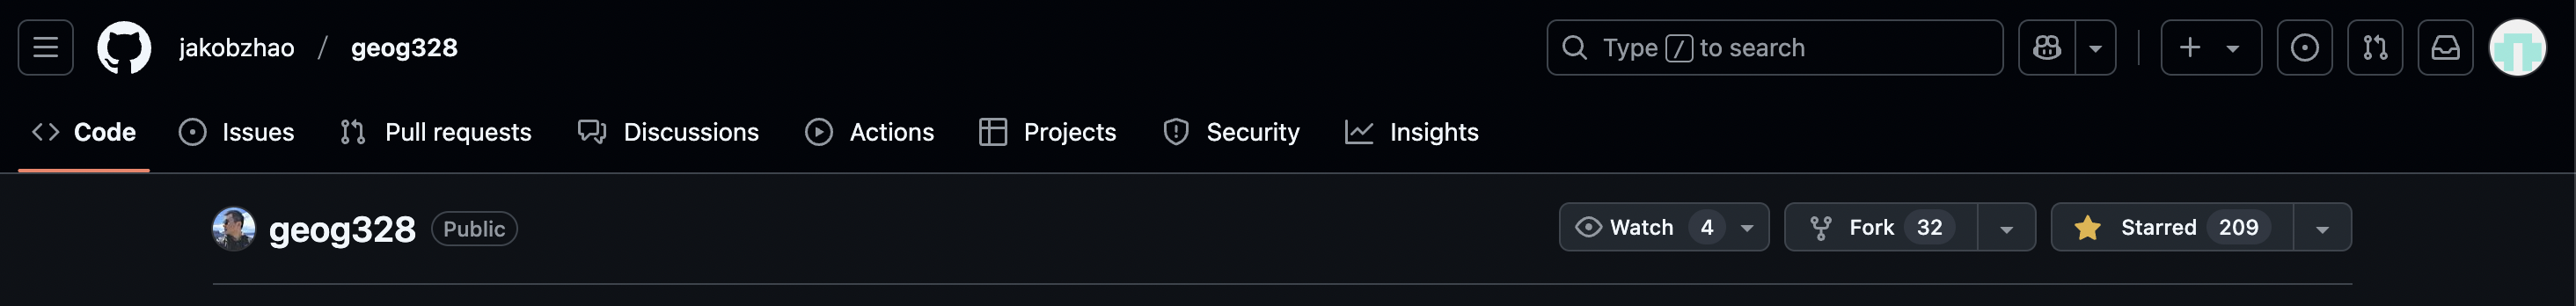 jakobzhao / geog328 Type / to search
Code Issues Pull requests Discussions Actions Projects Security Insights
geog328 Public Watch 4 Fork 32 Starred 209